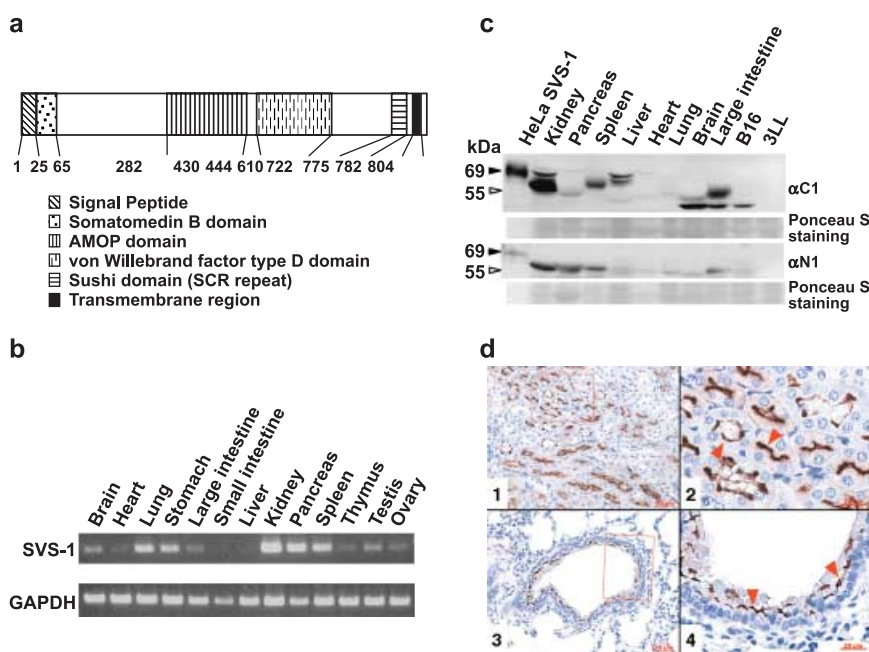 a
1 25 65 282 430 444 610 722 775 782 804
Signal Peptide
Somatomedin B domain
AMOP domain
von Willebrand factor type D domain
Sushi domain (SCR repeat)
Transmembrane region
b
Brain
Heart
Lung
Stomach
Large intestine
Small intestine
Liver
Kidney
Pancreas
Spleen
Thymus
Testis
Ovary
SVS-1
GAPDH
c
HeLa SVS-1
Kidney
Pancreas
Spleen
Liver
Heart
Lung
Brain
Large intestine
B16
3LL
kDa
69
55
αC1
Ponceau S
staining
69
55
αN1
Ponceau S
staining
d
1
2
3
4